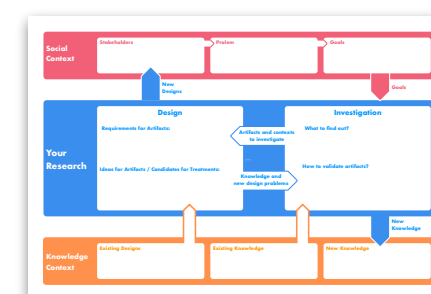 Social
Context
Stakeholders
Prolem
Goals
New
Designs
Goals
Your
Research
Design
Requirements for Artifacts:
Ideas for Artifacts / Candidates for Treatments:
Artifacts and contexts
to investigate
Knowledge and
new design problems
Investigation
What to find out?
How to validate artifacts?
New
Knowledge
Knowledge
Context
Existing Designs
Existing Knowledge
New Knowledge